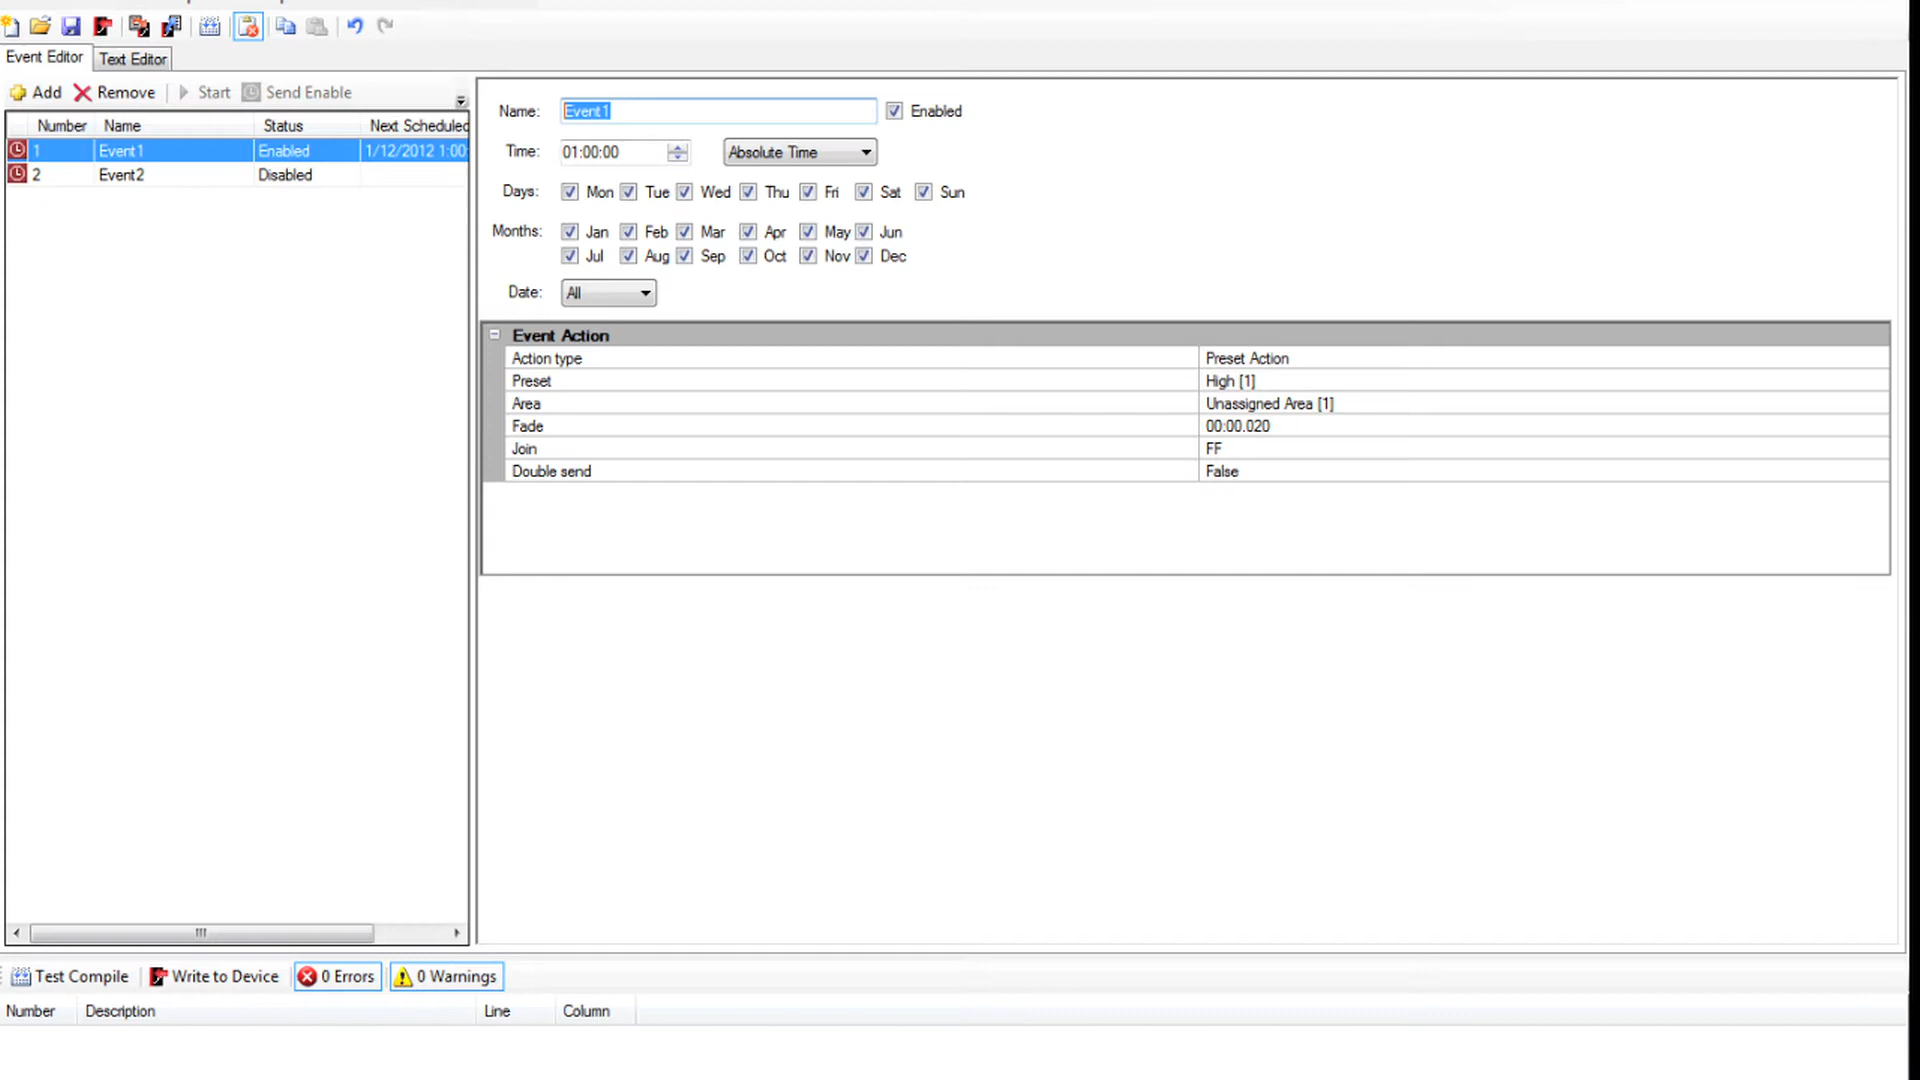 Event Editor Text Editor
Add Remove Start Send Enable
Number Name Status Next Scheduled
1 Event1 Enabled 1/12/2012 1:00
2 Event2 Disabled
Name: Event1 Enabled
Time: 01:00:00 Absolute Time
Days: Mon Tue Wed Thu Fri Sat Sun
Months: Jan Feb Mar Apr May Jun
Jul Aug Sep Oct Nov Dec
Date: All
Event Action
Action type Preset Action
Preset High [1]
Area Unassigned Area [1]
Fade 00:00.020
Join FF
Double send False
Test Compile Write to Device 0 Errors 0 Warnings
Number Description Line Column